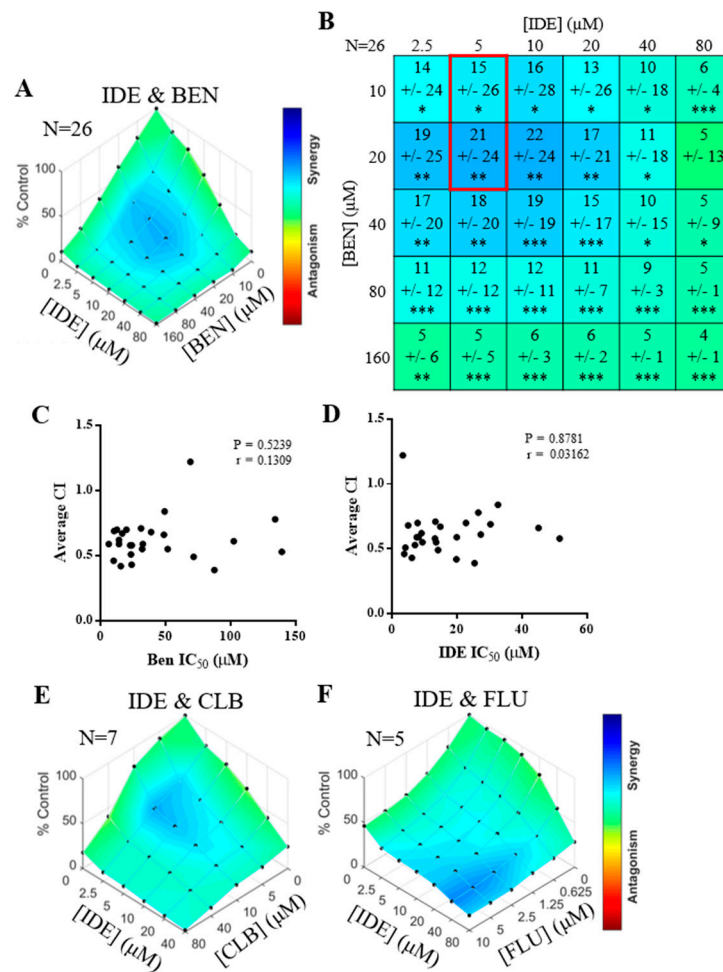 A
IDE & BEN
N=26
% Control
100
50
0
0
2.5
5
10
20
40
80
[IDE] (μM)
0
10
20
40
80
160
[BEN] (μM)
Synergy
Antagonism
B
[IDE] (μM)
N=26 2.5 5 10 20 40 80
[BEN] (μM)
10
14 15 16 13 10 6
+/- 24 +/- 26 +/- 28 +/- 26 +/- 18 +/- 4
* * * * * ***
20
19 21 22 17 11 5
+/- 25 +/- 24 +/- 24 +/- 21 +/- 18 +/- 13
** ** ** ** *
40
17 18 19 15 10 5
+/- 20 +/- 20 +/- 19 +/- 17 +/- 15 +/- 9
** ** *** *** * *
80
11 12 12 11 9 5
+/- 12 +/- 12 +/- 11 +/- 7 +/- 3 +/- 1
*** *** *** *** *** ***
160
5 5 6 6 5 4
+/- 6 +/- 5 +/- 3 +/- 2 +/- 1 +/- 1
** *** *** *** *** ***
C
P = 0.5239
r = 0.1309
Average CI
1.5
1.0
0.5
0.0
0 50 100 150
Ben IC50 (μM)
D
P = 0.8781
r = 0.03162
Average CI
1.5
1.0
0.5
0.0
0 20 40 60
IDE IC50 (μM)
E
IDE & CLB
N=7
% Control
100
50
0
0
2.5
5
10
20
40
[IDE] (μM)
0
5
10
20
40
80
[CLB] (μM)
F
IDE & FLU
N=5
% Control
100
50
0
0
2.5
5
10
20
40
80
[IDE] (μM)
0
0.625
1.25
2.5
5
10
[FLU] (μM)
Synergy
Antagonism